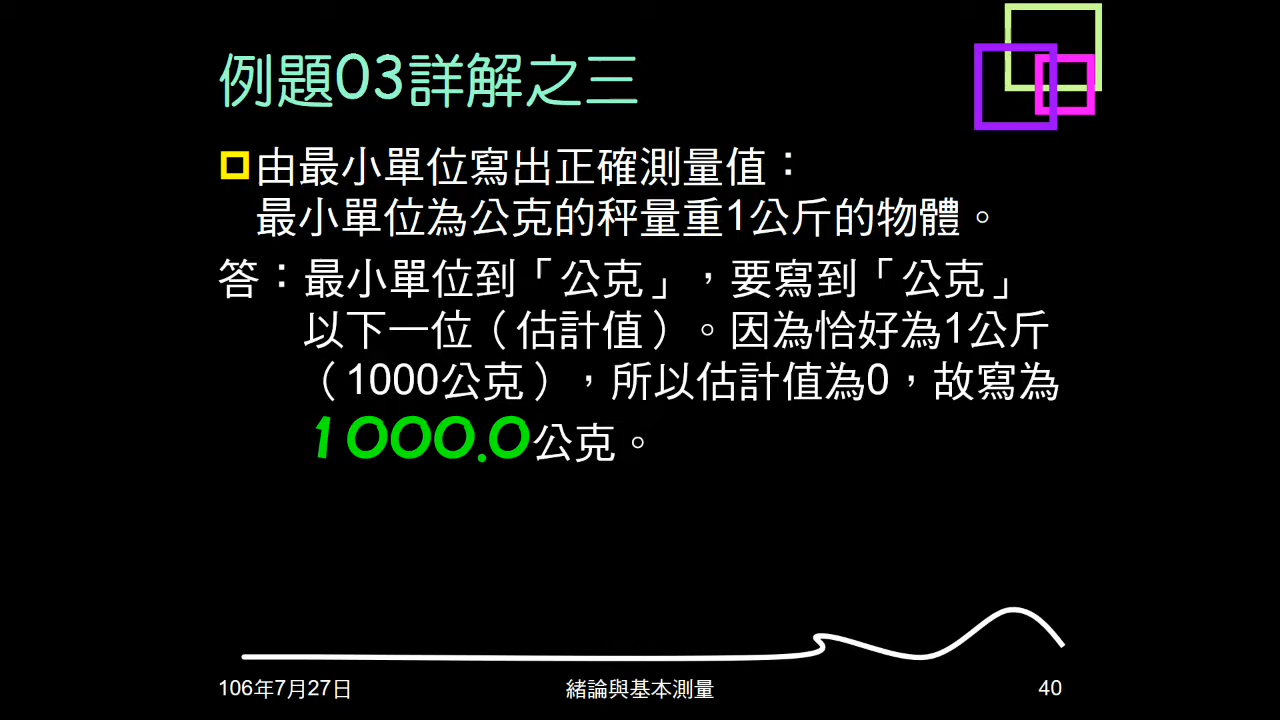 例題03詳解之三
由最小單位寫出正確測量值：
最小單位為公克的秤量重1公斤的物體。
答：最小單位到「公克」，要寫到「公克」
以下一位（估計值）。因為恰好為1公斤
（1000公克），所以估計值為0，故寫為
1000.0公克。
106年7月27日
緒論與基本測量
40